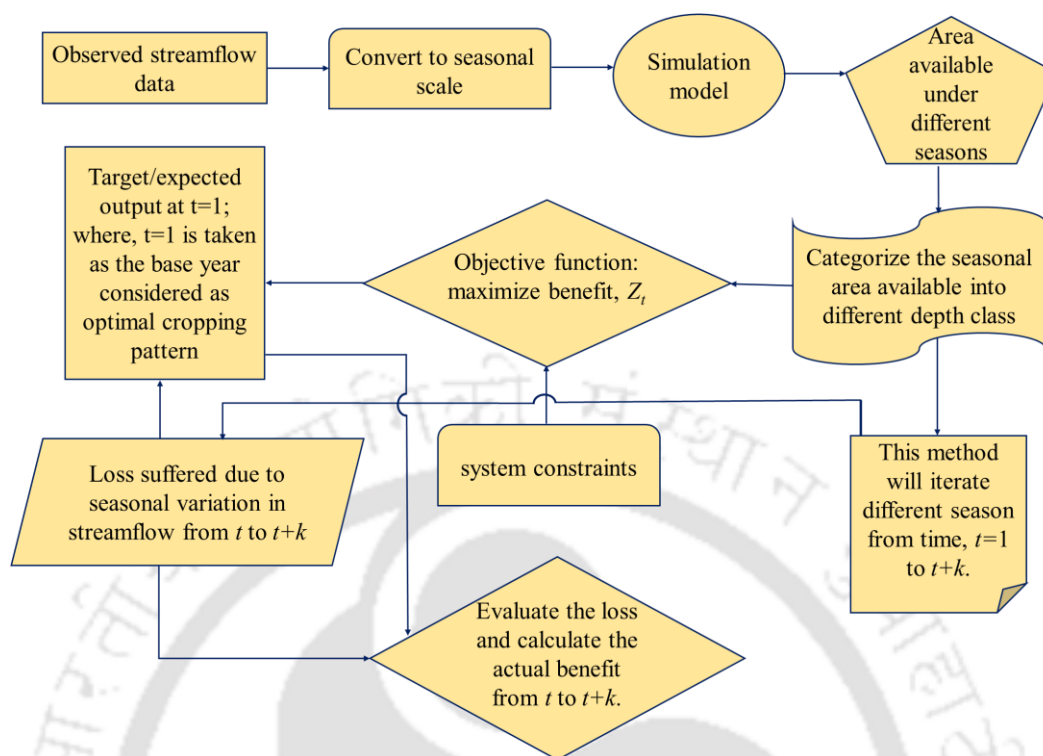 Observed streamflow
data
Convert to seasonal
scale
Simulation
model
Area
available
under
different
seasons
Target/expected
output at t=1;
where, t=1 is taken
as the base year
considered as
optimal cropping
pattern
Objective function:
maximize benefit, Zₜ
Categorize the seasonal
area available into
different depth class
Loss suffered due to
seasonal variation in
streamflow from t to t+k
system constraints
This method
will iterate
different season
from time, t=1
to t+k.
Evaluate the loss
and calculate the
actual benefit
from t to t+k.